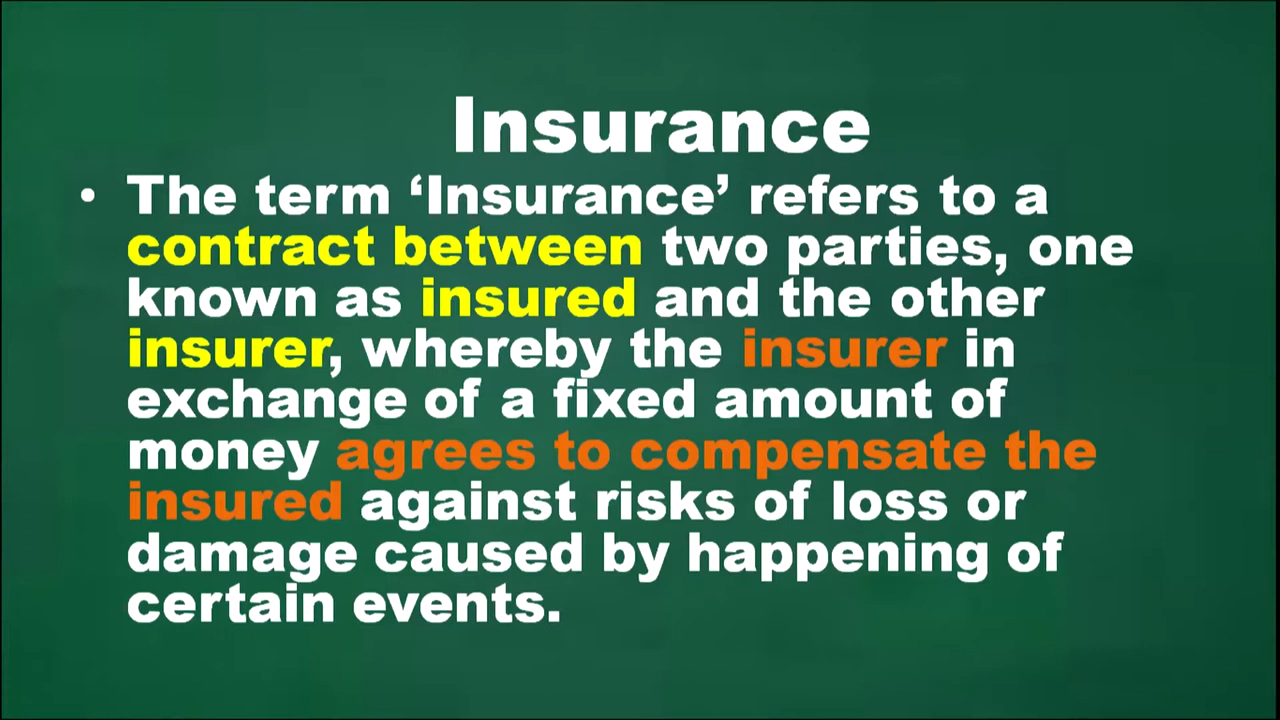 Insurance
• The term ‘Insurance’ refers to a
contract between two parties, one
known as insured and the other
insurer, whereby the insurer in
exchange of a fixed amount of
money agrees to compensate the
insured against risks of loss or
damage caused by happening of
certain events.